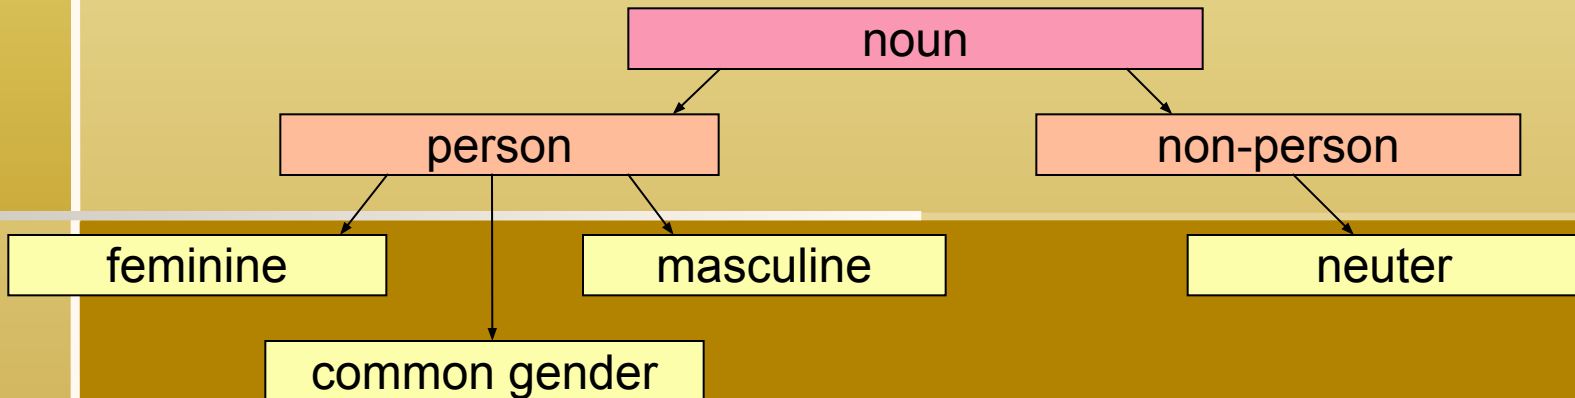 noun
person
non-person
feminine
masculine
neuter
common gender